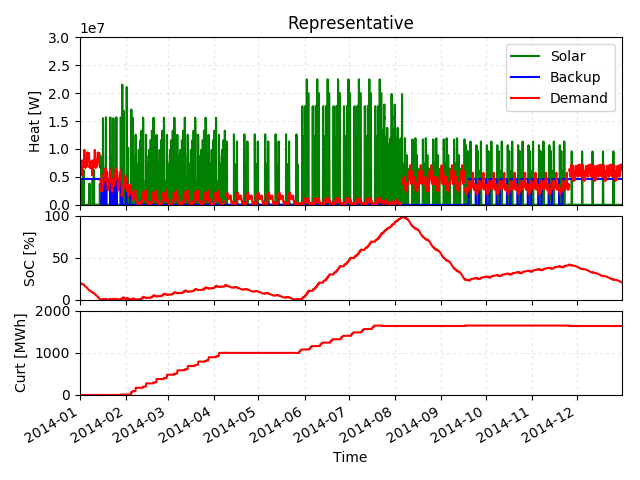 Representative
1e7
3.0
2.5
2.0
1.5
1.0
0.5
0.0
Heat [W]
Solar
Backup
Demand
100
50
0
SoC [%]
2000
1000
0
Curt [MWh]
2014-01
2014-02
2014-03
2014-04
2014-05
2014-06
2014-07
2014-08
2014-09
2014-10
2014-11
2014-12
Time